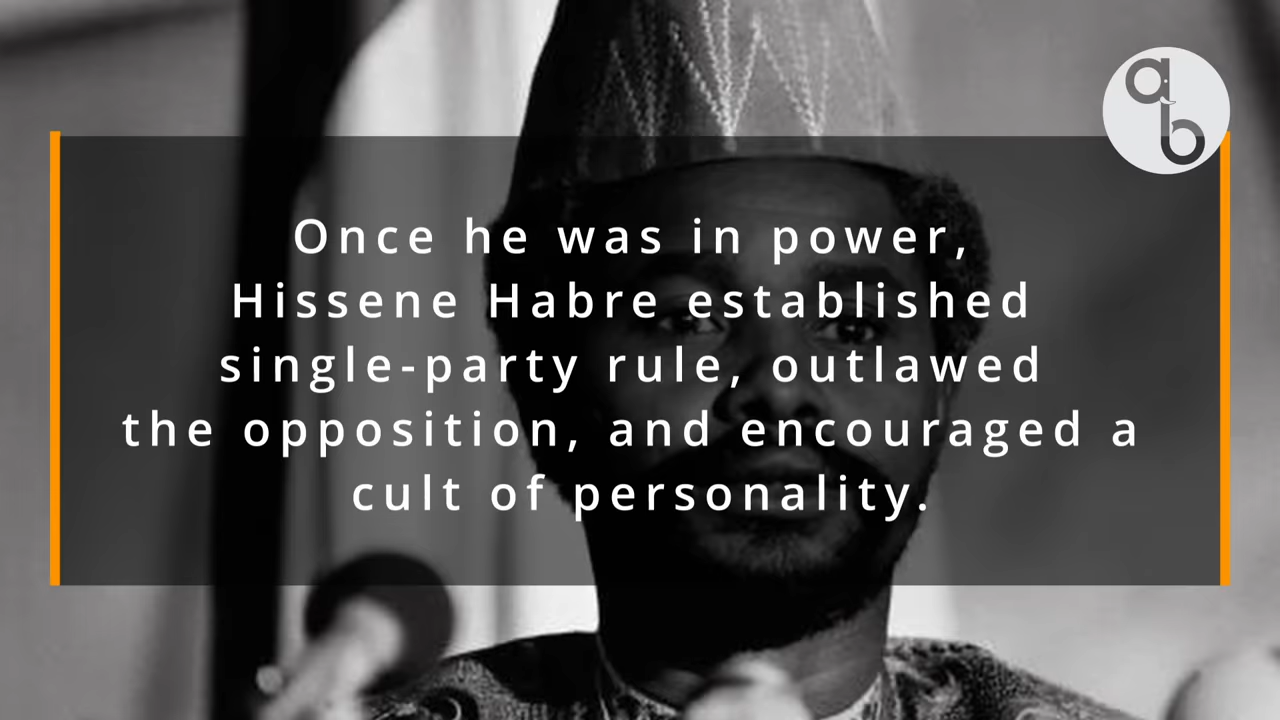 a
b
Once he was in power,
Hissene Habre established
single-party rule, outlawed
the opposition, and encouraged a
cult of personality.